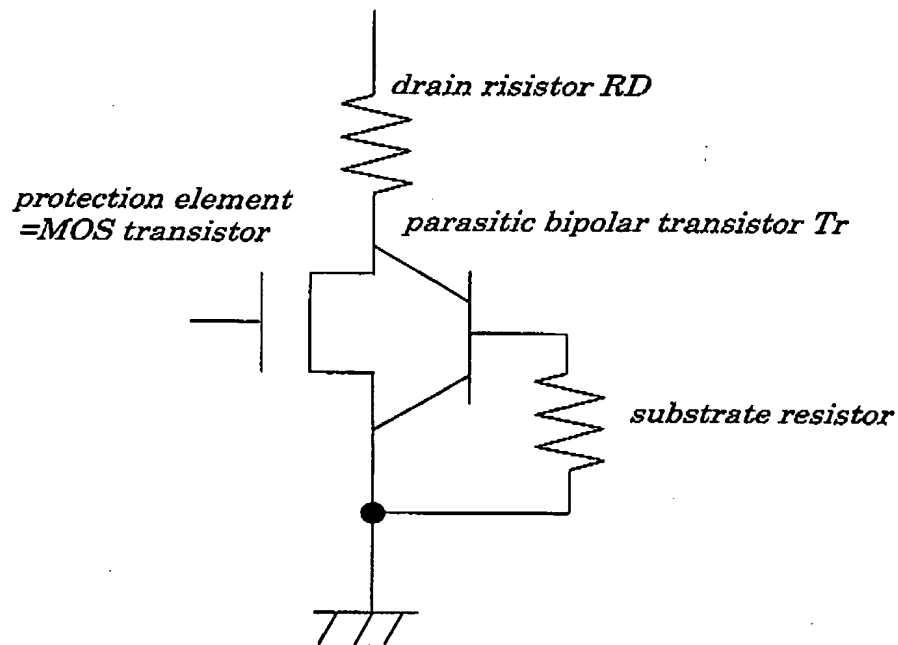 drain risistor RD
protection element
=MOS transistor
parasitic bipolar transistor Tr
substrate resistor